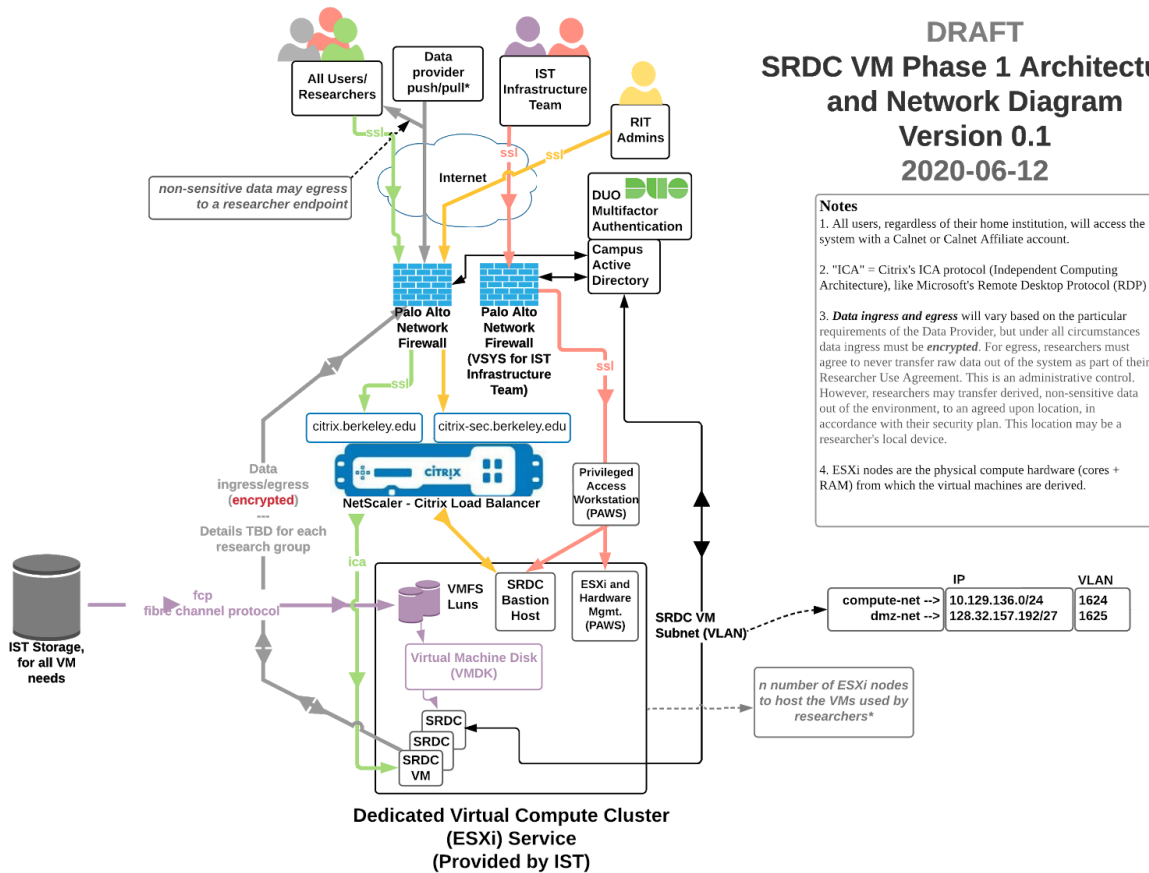 DRAFT
SRDC VM Phase 1 Architectu
and Network Diagram
Version 0.1
2020-06-12
All Users/
Researchers
Data
provider
push/pull*
IST
Infrastructure
Team
RIT
Admins
ssl
ssl
ssl
Internet
non-sensitive data may egress
to a researcher endpoint
DUO
DUO
Multifactor
Authentication
Campus
Active
Directory
Palo Alto
Network
Firewall
Palo Alto
Network
Firewall
(VSYS for IST
Infrastructure
Team)
ssl
ssl
citrix.berkeley.edu
citrix-sec.berkeley.edu
CİTRIX
NetScaler - Citrix Load Balancer
Privileged
Access
Workstation
(PAWS)
Data
ingress/egress
(encrypted)
---
Details TBD for each
research group
ica
IST Storage,
for all VM
needs
fcp
fibre channel protocol
VMFS
Luns
SRDC
Bastion
Host
ESXi and
Hardware
Mgmt.
(PAWS)
Virtual Machine Disk
(VMDK)
SRDC
SRDC
SRDC
VM
SRDC VM
Subnet (VLAN)
Dedicated Virtual Compute Cluster
(ESXi) Service
(Provided by IST)
Notes
1. All users, regardless of their home institution, will access the
system with a Calnet or Calnet Affiliate account.
2. "ICA" = Citrix's ICA protocol (Independent Computing
Architecture), like Microsoft's Remote Desktop Protocol (RDP)
3. Data ingress and egress will vary based on the particular
requirements of the Data Provider, but under all circumstances
data ingress must be encrypted. For egress, researchers must
agree to never transfer raw data out of the system as part of their
Researcher Use Agreement. This is an administrative control.
However, researchers may transfer derived, non-sensitive data
out of the environment, to an agreed upon location, in
accordance with their security plan. This location may be a
researcher's local device.
4. ESXi nodes are the physical compute hardware (cores +
RAM) from which the virtual machines are derived.
IP VLAN
compute-net --> 10.129.136.0/24 1624
dmz-net --> 128.32.157.192/27 1625
n number of ESXi nodes
to host the VMs used by
researchers*